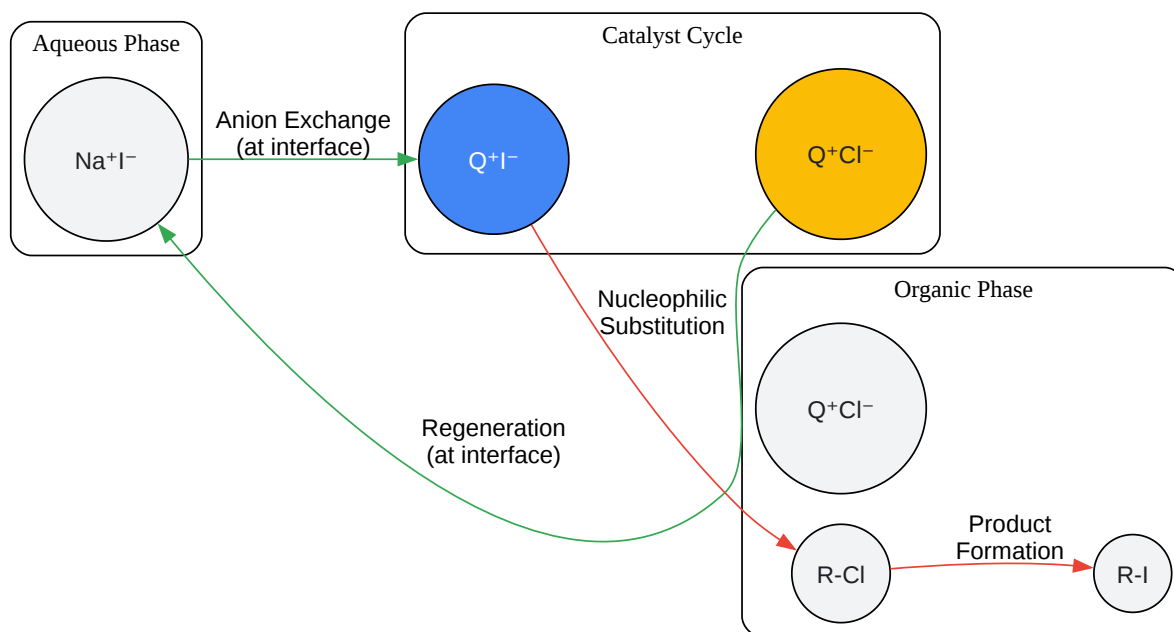 Aqueous Phase
Catalyst Cycle
Na⁺I⁻
Anion Exchange
(at interface)
Q⁺I⁻
Q⁺Cl⁻
Nucleophilic
Substitution
Organic Phase
Q⁺Cl⁻
Regeneration
(at interface)
R-Cl
Product
Formation
R-I